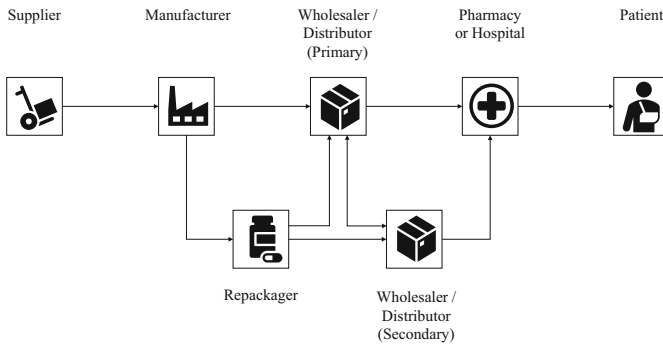 Supplier
Manufacturer
Wholesaler /
Distributor
(Primary)
Pharmacy
or Hospital
Patient
Repackager
Wholesaler /
Distributor
(Secondary)